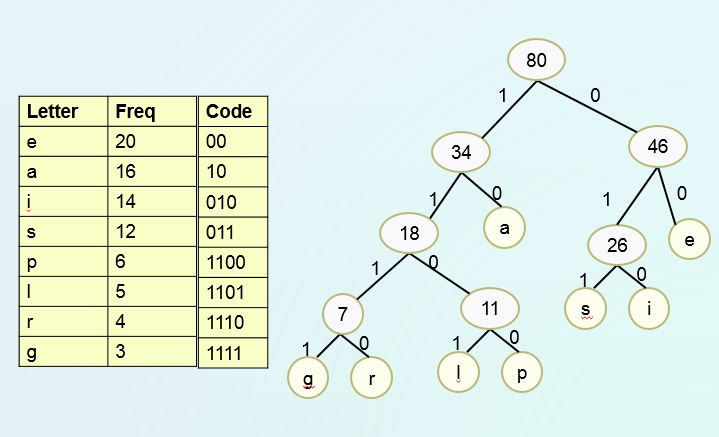 Letter Freq Code
e 20 00
a 16 10
i 14 010
s 12 011
p 6 1100
l 5 1101
r 4 1110
g 3 1111
80
1 0
34 46
1 0 1 0
18 a 26 e
1 0 1 0
7 11 s i
1 0 1 0
g r l p